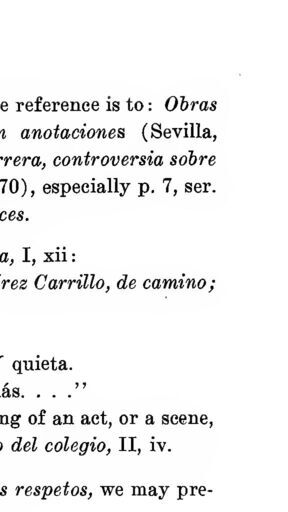 e reference is to: Obras
n anotaciones (Sevilla,
rrera, controversia sobre
70), especially p. 7, ser.
ces.
a, I, xii:
rez Carrillo, de camino;
quieta.
ás. . . .”
ng of an act, or a scene,
o del colegio, II, iv.
s respetos, we may pre-